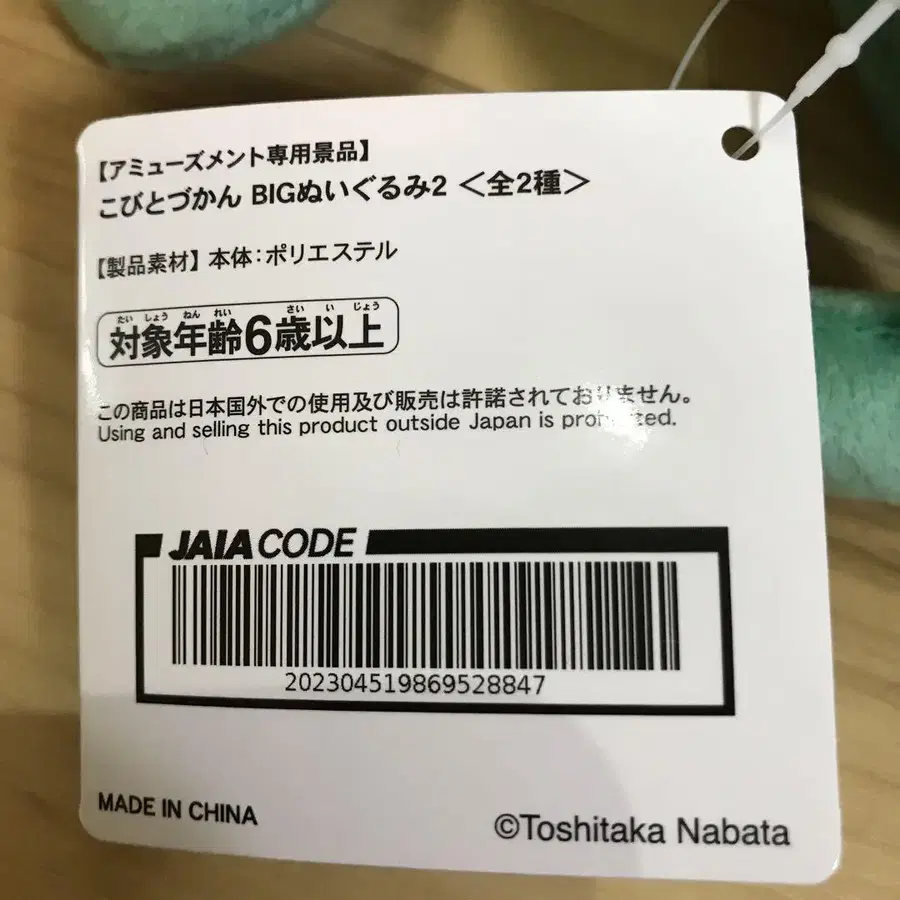 【アミューズメント専用景品】
こびとづかん BIGぬいぐるみ2 ＜全2種＞
【製品素材】本体：ポリエステル
たい しょう ねん れい さい い じょう
対象年齢6歳以上
この商品は日本国外での使用及び販売は許諾されておりません。
Using and selling this product outside Japan is prohibited.
JAIA CODE
202304519869528847
MADE IN CHINA
©Toshitaka Nabata